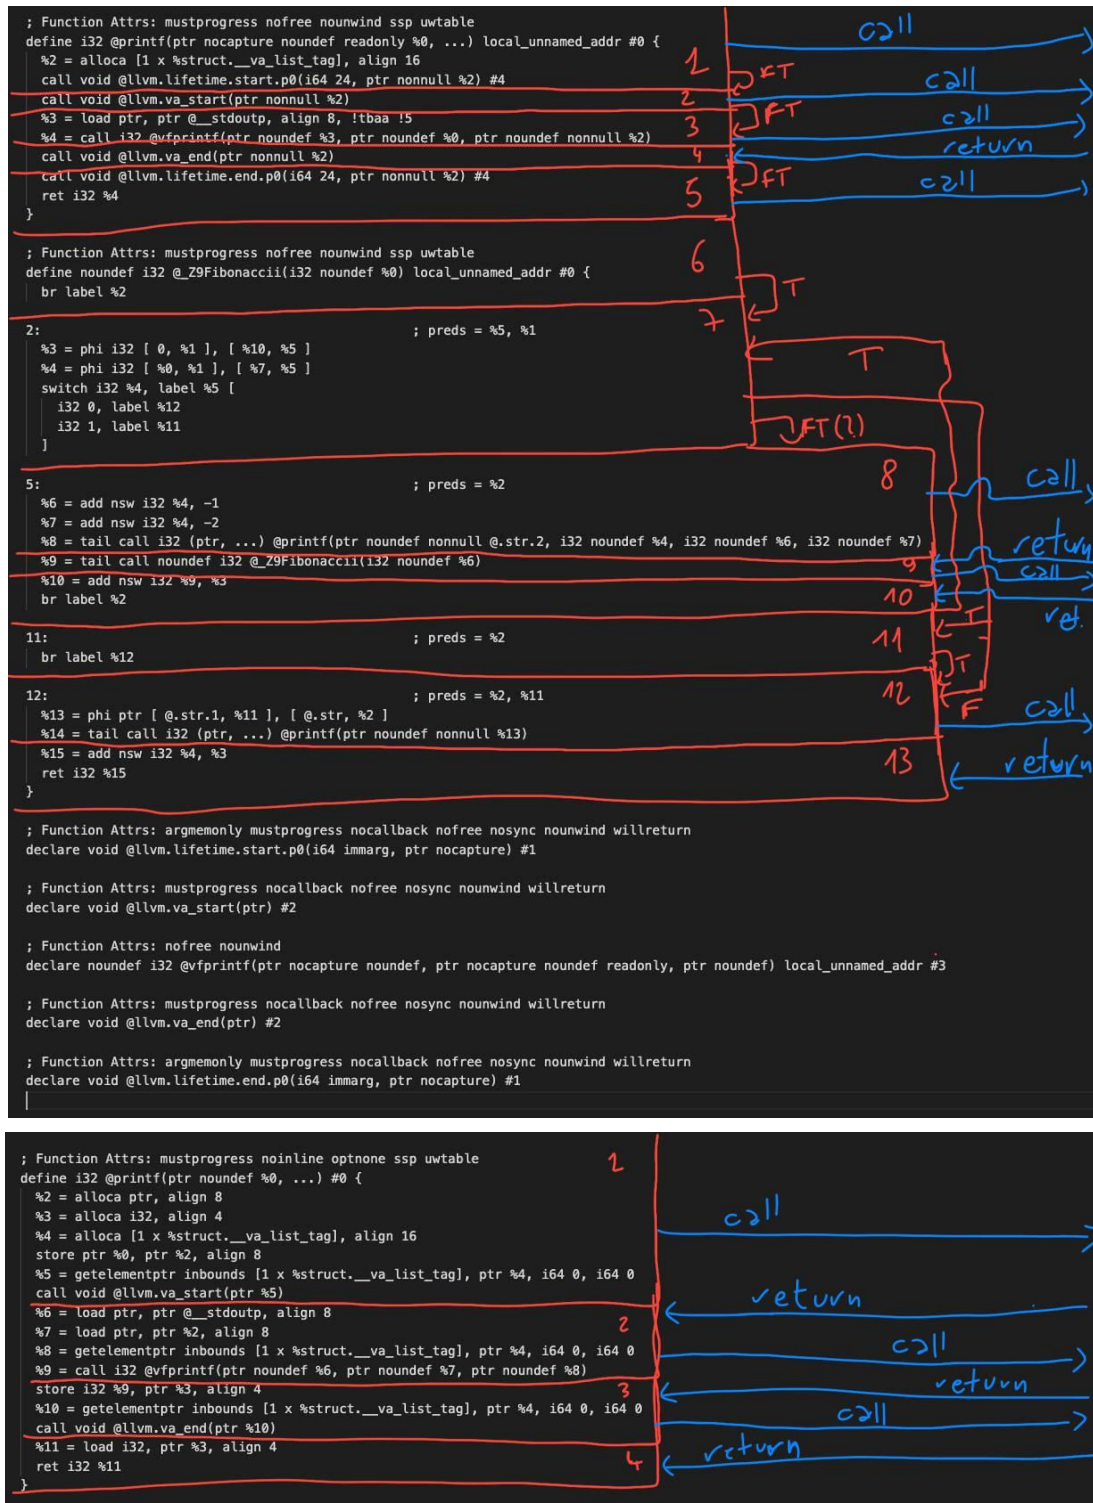 ; Function Attrs: mustprogress nofree nounwind ssp uwtable
define i32 @printf(ptr nocapture noundef readonly %0, ...) local_unnamed_addr #0 {
%2 = alloca [1 x %struct.__va_list_tag], align 16
call void @llvm.lifetime.start.p0(i64 24, ptr nonnull %2) #4
call void @llvm.va_start(ptr nonnull %2)
%3 = load ptr, ptr @__stdoutp, align 8, !tbaa !5
%4 = call i32 @vfprintf(ptr noundef %3, ptr noundef %0, ptr noundef nonnull %2)
call void @llvm.va_end(ptr nonnull %2)
call void @llvm.lifetime.end.p0(i64 24, ptr nonnull %2) #4
ret i32 %4
}
1
2
3
4
5
FT
FT
FT
call
call
call
return
call
; Function Attrs: mustprogress nofree nounwind ssp uwtable
define noundef i32 @_Z9Fibonaccii(i32 noundef %0) local_unnamed_addr #0 {
br label %2
6
T
7
2: ; preds = %5, %1
%3 = phi i32 [ 0, %1 ], [ %10, %5 ]
%4 = phi i32 [ %0, %1 ], [ %7, %5 ]
switch i32 %4, label %5 [
i32 0, label %12
i32 1, label %11
]
T
FT(?)
5: ; preds = %2
%6 = add nsw i32 %4, -1
%7 = add nsw i32 %4, -2
%8 = tail call i32 (ptr, ...) @printf(ptr noundef nonnull @.str.2, i32 noundef %4, i32 noundef %6, i32 noundef %7)
%9 = tail call noundef i32 @_Z9Fibonaccii(i32 noundef %6)
%10 = add nsw i32 %9, %3
br label %2
8
9
10
call
return
call
ret.
11: ; preds = %2
br label %12
11
T
T
12: ; preds = %2, %11
%13 = phi ptr [ @.str.1, %11 ], [ @.str, %2 ]
%14 = tail call i32 (ptr, ...) @printf(ptr noundef nonnull %13)
%15 = add nsw i32 %4, %3
ret i32 %15
}
12
F
13
call
return
; Function Attrs: argmemonly mustprogress nocallback nofree nosync nounwind willreturn
declare void @llvm.lifetime.start.p0(i64 immarg, ptr nocapture) #1
; Function Attrs: mustprogress nocallback nofree nosync nounwind willreturn
declare void @llvm.va_start(ptr) #2
; Function Attrs: nofree nounwind
declare noundef i32 @vfprintf(ptr nocapture noundef, ptr nocapture noundef readonly, ptr noundef) local_unnamed_addr #3
; Function Attrs: mustprogress nocallback nofree nosync nounwind willreturn
declare void @llvm.va_end(ptr) #2
; Function Attrs: argmemonly mustprogress nocallback nofree nosync nounwind willreturn
declare void @llvm.lifetime.end.p0(i64 immarg, ptr nocapture) #1
; Function Attrs: mustprogress noinline optnone ssp uwtable
define i32 @printf(ptr noundef %0, ...) #0 {
%2 = alloca ptr, align 8
%3 = alloca i32, align 4
%4 = alloca [1 x %struct.__va_list_tag], align 16
store ptr %0, ptr %2, align 8
%5 = getelementptr inbounds [1 x %struct.__va_list_tag], ptr %4, i64 0, i64 0
call void @llvm.va_start(ptr %5)
%6 = load ptr, ptr @__stdoutp, align 8
%7 = load ptr, ptr %2, align 8
%8 = getelementptr inbounds [1 x %struct.__va_list_tag], ptr %4, i64 0, i64 0
%9 = call i32 @vfprintf(ptr noundef %6, ptr noundef %7, ptr noundef %8)
store i32 %9, ptr %3, align 4
%10 = getelementptr inbounds [1 x %struct.__va_list_tag], ptr %4, i64 0, i64 0
call void @llvm.va_end(ptr %10)
%11 = load i32, ptr %3, align 4
ret i32 %11
}
1
2
3
4
call
return
call
return
call
return